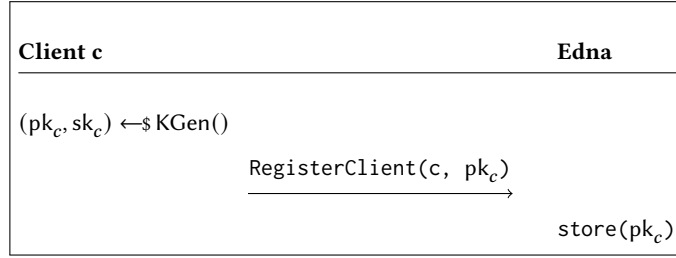 Client c Edna
(pk_c, sk_c) ←$ KGen()
RegisterClient(c, pk_c)
store(pk_c)